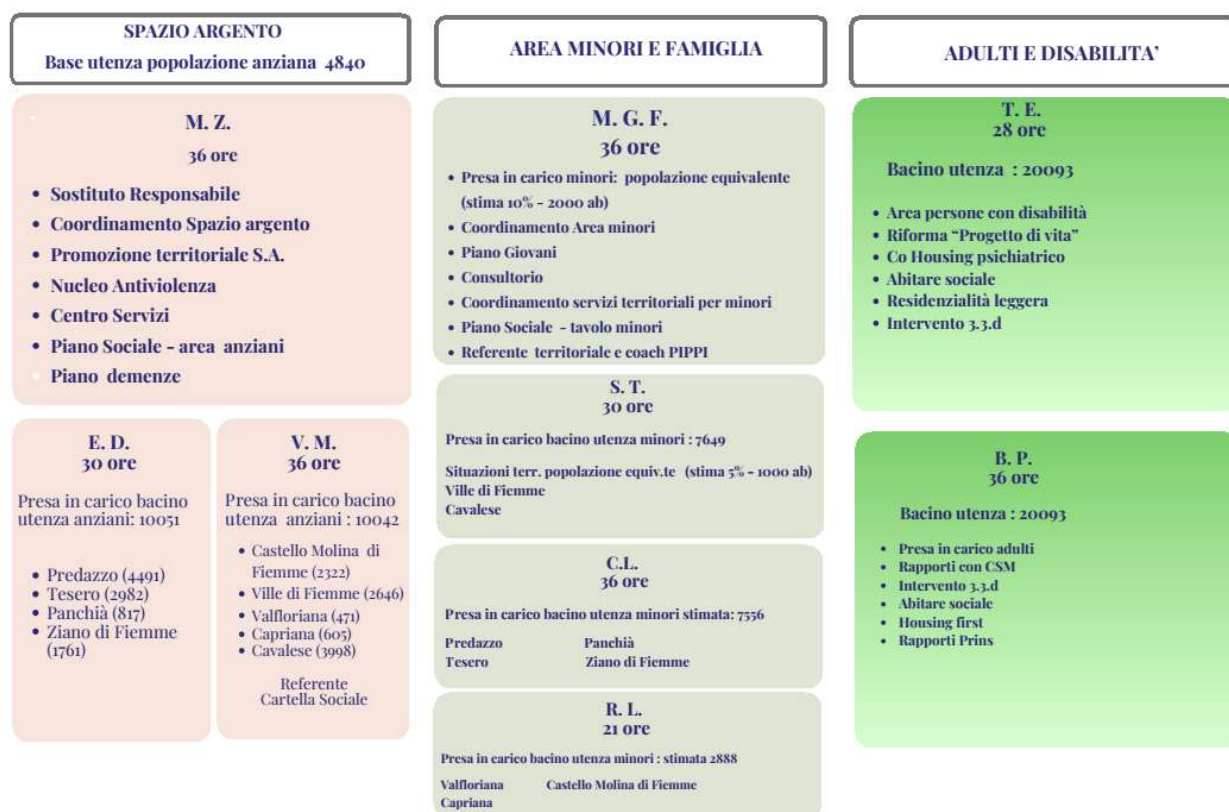 SPAZIO ARGENTO
Base utenza popolazione anziana 4840
M. Z.
36 ore
• Sostituto Responsabile
• Coordinamento Spazio argento
• Promozione territoriale S.A.
• Nucleo Antiviolenza
• Centro Servizi
• Piano Sociale - area anziani
• Piano demenze
E. D.
30 ore
Presa in carico bacino
utenza anziani: 10051
• Predazzo (4491)
• Tesero (2982)
• Panchià (817)
• Ziano di Fiemme
(1761)
V. M.
36 ore
Presa in carico bacino
utenza anziani : 10042
• Castello Molina di
Fiemme (2322)
• Ville di Fiemme (2646)
• Valfloriana (471)
• Capriana (605)
• Cavalese (3998)
Referente
Cartella Sociale
AREA MINORI E FAMIGLIA
M. G. F.
36 ore
• Presa in carico minori: popolazione equivalente
(stima 10% - 2000 ab)
• Coordinamento Area minori
• Piano Giovani
• Consultorio
• Coordinamento servizi territoriali per minori
• Piano Sociale - tavolo minori
• Referente territoriale e coach PIPPI
S. T.
30 ore
Presa in carico bacino utenza minori : 7649
Situazioni terr. popolazione equiv.te (stima 5% - 1000 ab)
Ville di Fiemme
Cavalese
C.L.
36 ore
Presa in carico bacino utenza minori stimata: 7556
Predazzo Panchià
Tesero Ziano di Fiemme
R. L.
21 ore
Presa in carico bacino utenza minori : stimata 2888
Valfloriana Castello Molina di Fiemme
Capriana
ADULTI E DISABILITA'
T. E.
28 ore
Bacino utenza : 20093
• Area persone con disabilità
• Riforma "Progetto di vita"
• Co Housing psichiatrico
• Abitare sociale
• Residenzialità leggera
• Intervento 3.3.d
B. P.
36 ore
Bacino utenza : 20093
• Presa in carico adulti
• Rapporti con CSM
• Intervento 3.3.d
• Abitare sociale
• Housing first
• Rapporti Prins